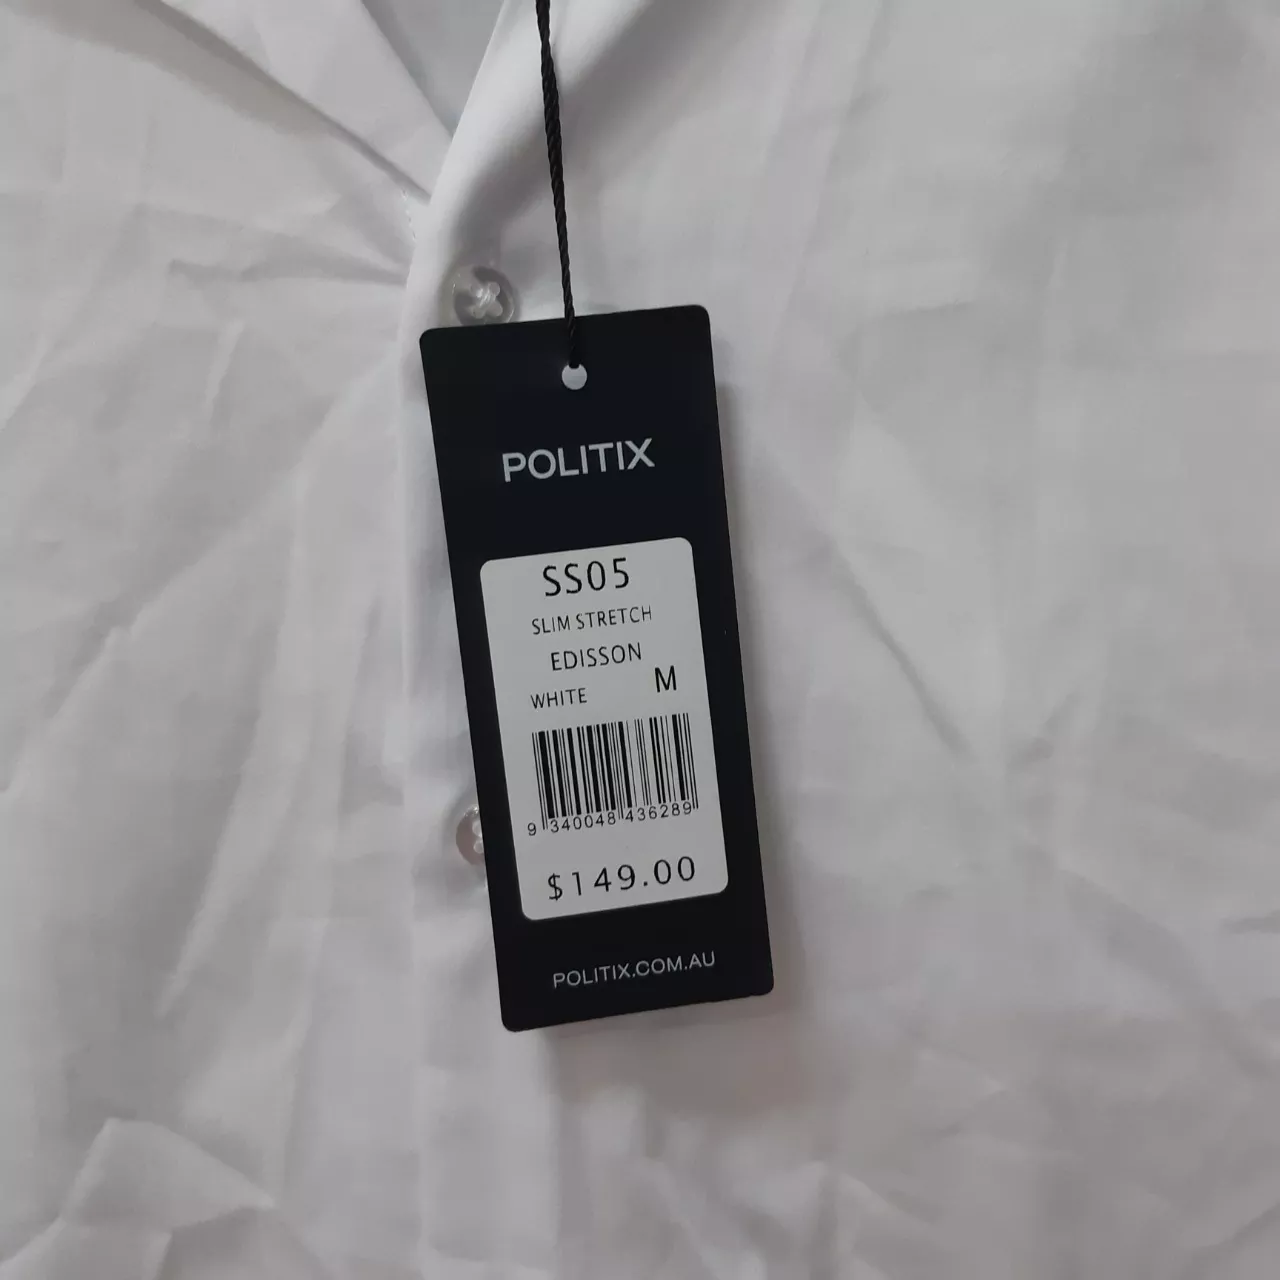 POLITIX
SS05
SLIM STRETCH
EDISSON
WHITE M
9 340048 436289
$149.00
POLITIX.COM.AU